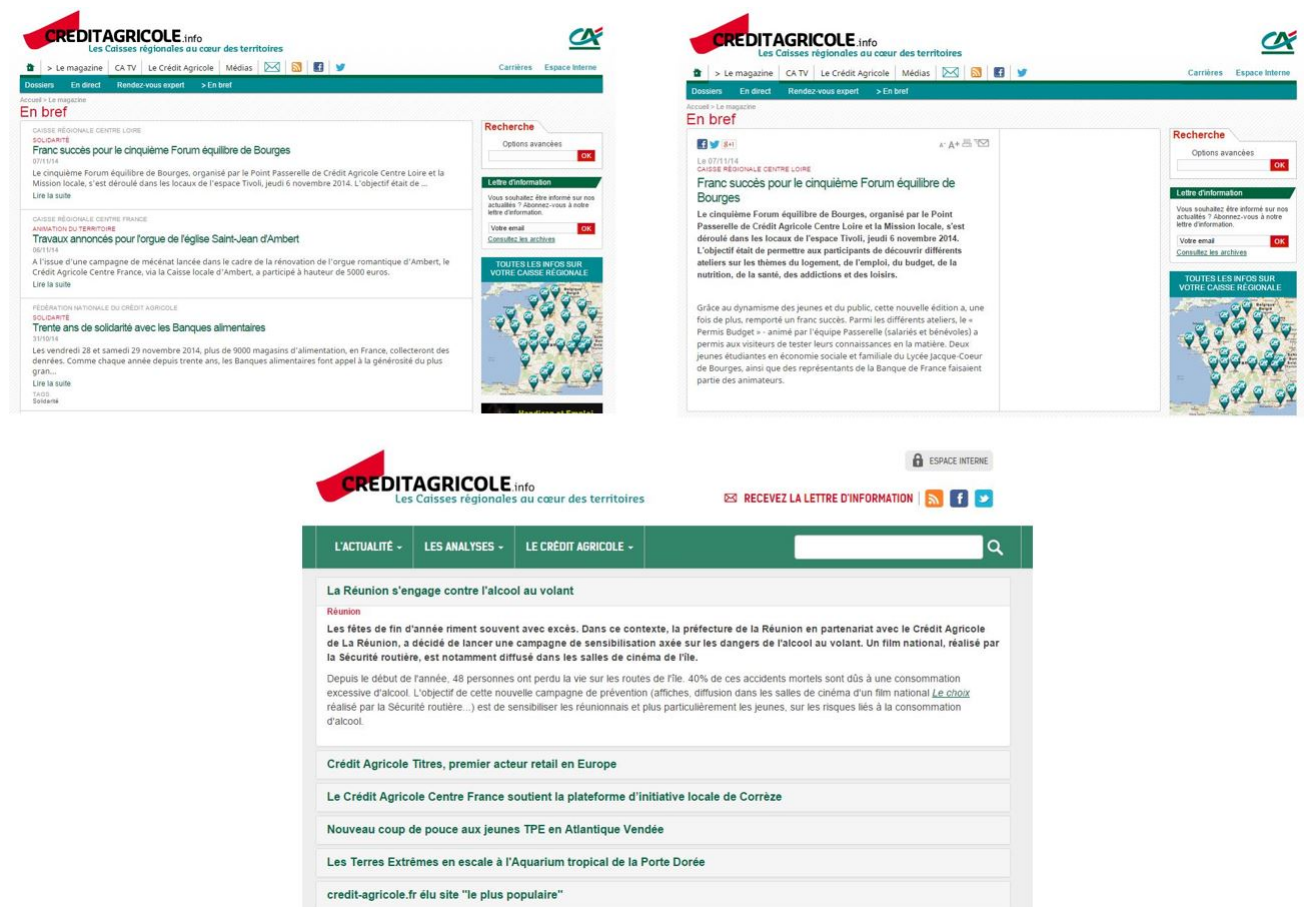 CREDITAGRICOLE.info
Les Caisses régionales au cœur des territoires
CA
> Le magazine CA TV Le Crédit Agricole Médias
Carrières Espace Interne
Dossiers En direct Rendez-vous expert > En bref
Accueil > Le magazine
En bref
CAISSE RÉGIONALE CENTRE LOIRE
SOLIDARITÉ
Franc succès pour le cinquième Forum équilibre de Bourges
07/11/14
Le cinquième Forum équilibre de Bourges, organisé par le Point Passerelle de Crédit Agricole Centre Loire et la
Mission locale, s'est déroulé dans les locaux de l'espace Tivoli, jeudi 6 novembre 2014. L'objectif était de ...
Lire la suite
CAISSE RÉGIONALE CENTRE FRANCE
ANIMATION DU TERRITOIRE
Travaux annoncés pour l'orgue de l'église Saint-Jean d'Ambert
06/11/14
A l'issue d'une campagne de mécénat lancée dans le cadre de la rénovation de l'orgue romantique d'Ambert, le
Crédit Agricole Centre France, via la Caisse locale d'Ambert, a participé à hauteur de 5000 euros.
Lire la suite
FÉDÉRATION NATIONALE DU CRÉDIT AGRICOLE
SOLIDARITÉ
Trente ans de solidarité avec les Banques alimentaires
31/10/14
Les vendredi 28 et samedi 29 novembre 2014, plus de 9000 magasins d'alimentation, en France, collecteront des
denrées. Comme chaque année depuis trente ans, les Banques alimentaires font appel à la générosité du plus
gran...
Lire la suite
TAGS
Solidarité
Recherche
Options avancées
OK
Lettre d'information
Vous souhaitez être informé sur nos
actualités ? Abonnez-vous à notre
lettre d'information.
Votre email OK
Consultez les archives
TOUTES LES INFOS SUR
VOTRE CAISSE RÉGIONALE
Handicap et Emploi
CREDITAGRICOLE.info
Les Caisses régionales au cœur des territoires
CA
> Le magazine CA TV Le Crédit Agricole Médias
Carrières Espace Interne
Dossiers En direct Rendez-vous expert > En bref
Accueil > Le magazine
En bref
A- A+
Le 07/11/14
CAISSE RÉGIONALE CENTRE LOIRE
Franc succès pour le cinquième Forum équilibre de
Bourges
Le cinquième Forum équilibre de Bourges, organisé par le Point
Passerelle de Crédit Agricole Centre Loire et la Mission locale, s'est
déroulé dans les locaux de l'espace Tivoli, jeudi 6 novembre 2014.
L'objectif était de permettre aux participants de découvrir différents
ateliers sur les thèmes du logement, de l'emploi, du budget, de la
nutrition, de la santé, des addictions et des loisirs.
Grâce au dynamisme des jeunes et du public, cette nouvelle édition a, une
fois de plus, remporté un franc succès. Parmi les différents ateliers, le «
Permis Budget » - animé par l'équipe Passerelle (salariés et bénévoles) a
permis aux visiteurs de tester leurs connaissances en la matière. Deux
jeunes étudiantes en économie sociale et familiale du Lycée Jacque-Coeur
de Bourges, ainsi que des représentants de la Banque de France faisaient
partie des animateurs.
Recherche
Options avancées
OK
Lettre d'information
Vous souhaitez être informé sur nos
actualités ? Abonnez-vous à notre
lettre d'information.
Votre email OK
Consultez les archives
TOUTES LES INFOS SUR
VOTRE CAISSE RÉGIONALE
CREDITAGRICOLE.info
Les Caisses régionales au cœur des territoires
ESPACE INTERNE
RECEVEZ LA LETTRE D'INFORMATION
L'ACTUALITÉ LES ANALYSES LE CRÉDIT AGRICOLE
La Réunion s'engage contre l'alcool au volant
Réunion
Les fêtes de fin d'année riment souvent avec excès. Dans ce contexte, la préfecture de la Réunion en partenariat avec le Crédit Agricole
de La Réunion, a décidé de lancer une campagne de sensibilisation axée sur les dangers de l'alcool au volant. Un film national, réalisé par
la Sécurité routière, est notamment diffusé dans les salles de cinéma de l'île.
Depuis le début de l'année, 48 personnes ont perdu la vie sur les routes de l'île. 40% de ces accidents mortels sont dûs à une consommation
excessive d'alcool. L'objectif de cette nouvelle campagne de prévention (affiches, diffusion dans les salles de cinéma d'un film national Le choix
réalisé par la Sécurité routière...) est de sensibiliser les réunionnais et plus particulièrement les jeunes, sur les risques liés à la consommation
d'alcool.
Crédit Agricole Titres, premier acteur retail en Europe
Le Crédit Agricole Centre France soutient la plateforme d'initiative locale de Corrèze
Nouveau coup de pouce aux jeunes TPE en Atlantique Vendée
Les Terres Extrêmes en escale à l'Aquarium tropical de la Porte Dorée
credit-agricole.fr élu site "le plus populaire"